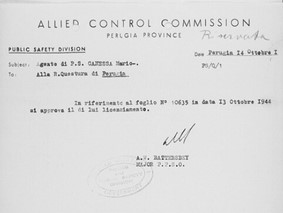 ALLIED CONTROL COMMISSION
PERUGIA PROVINCE
Riservata
PUBLIC SAFETY DIVISION
Perugia 14 Ottobre 1
Subject: Agente di P.S. CANESSA Mario-.
PS/Q/1
To: Alla R.Questura di Perugia
In riferimento al foglio N° 10635 in data 13 Ottobre 1944
si approva il di lui licenziamento.
MAJOR